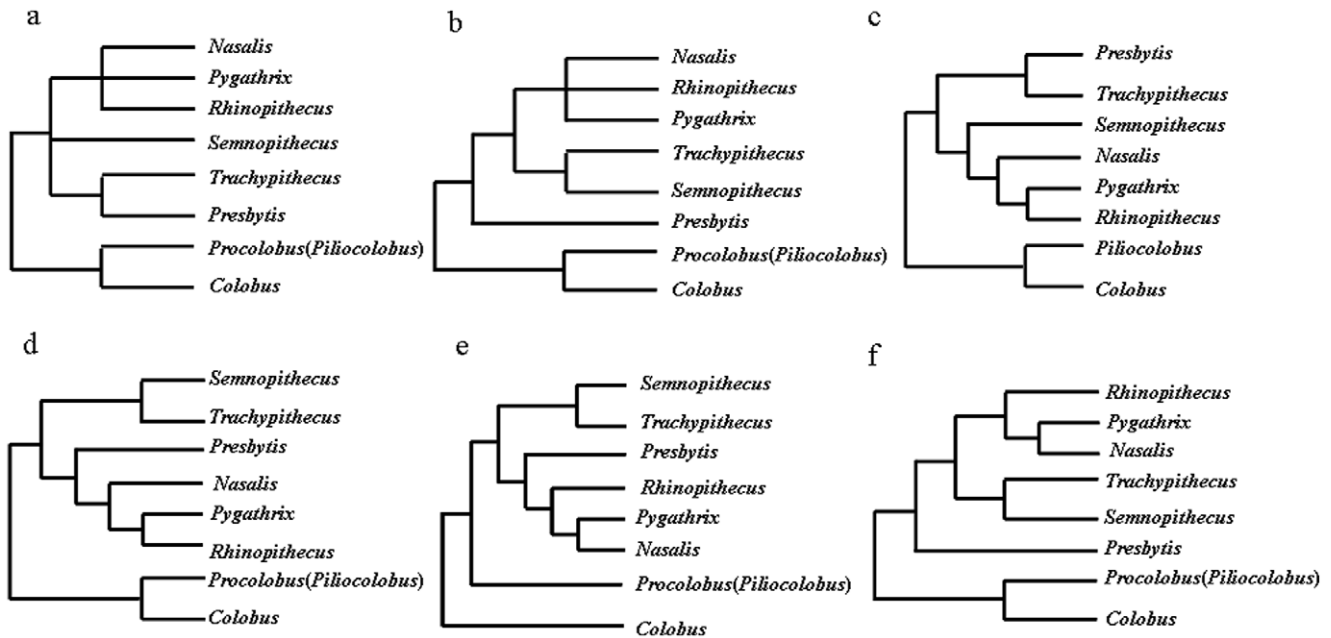 a
Nasalis
Pygathrix
Rhinopithecus
Semnopithecus
Trachypithecus
Presbytis
Procolobus(Piliocolobus)
Colobus
b
Nasalis
Rhinopithecus
Pygathrix
Trachypithecus
Semnopithecus
Presbytis
Procolobus(Piliocolobus)
Colobus
c
Presbytis
Trachypithecus
Semnopithecus
Nasalis
Pygathrix
Rhinopithecus
Piliocolobus
Colobus
d
Semnopithecus
Trachypithecus
Presbytis
Nasalis
Pygathrix
Rhinopithecus
Procolobus(Piliocolobus)
Colobus
e
Semnopithecus
Trachypithecus
Presbytis
Rhinopithecus
Pygathrix
Nasalis
Procolobus(Piliocolobus)
Colobus
f
Rhinopithecus
Pygathrix
Nasalis
Trachypithecus
Semnopithecus
Presbytis
Procolobus(Piliocolobus)
Colobus